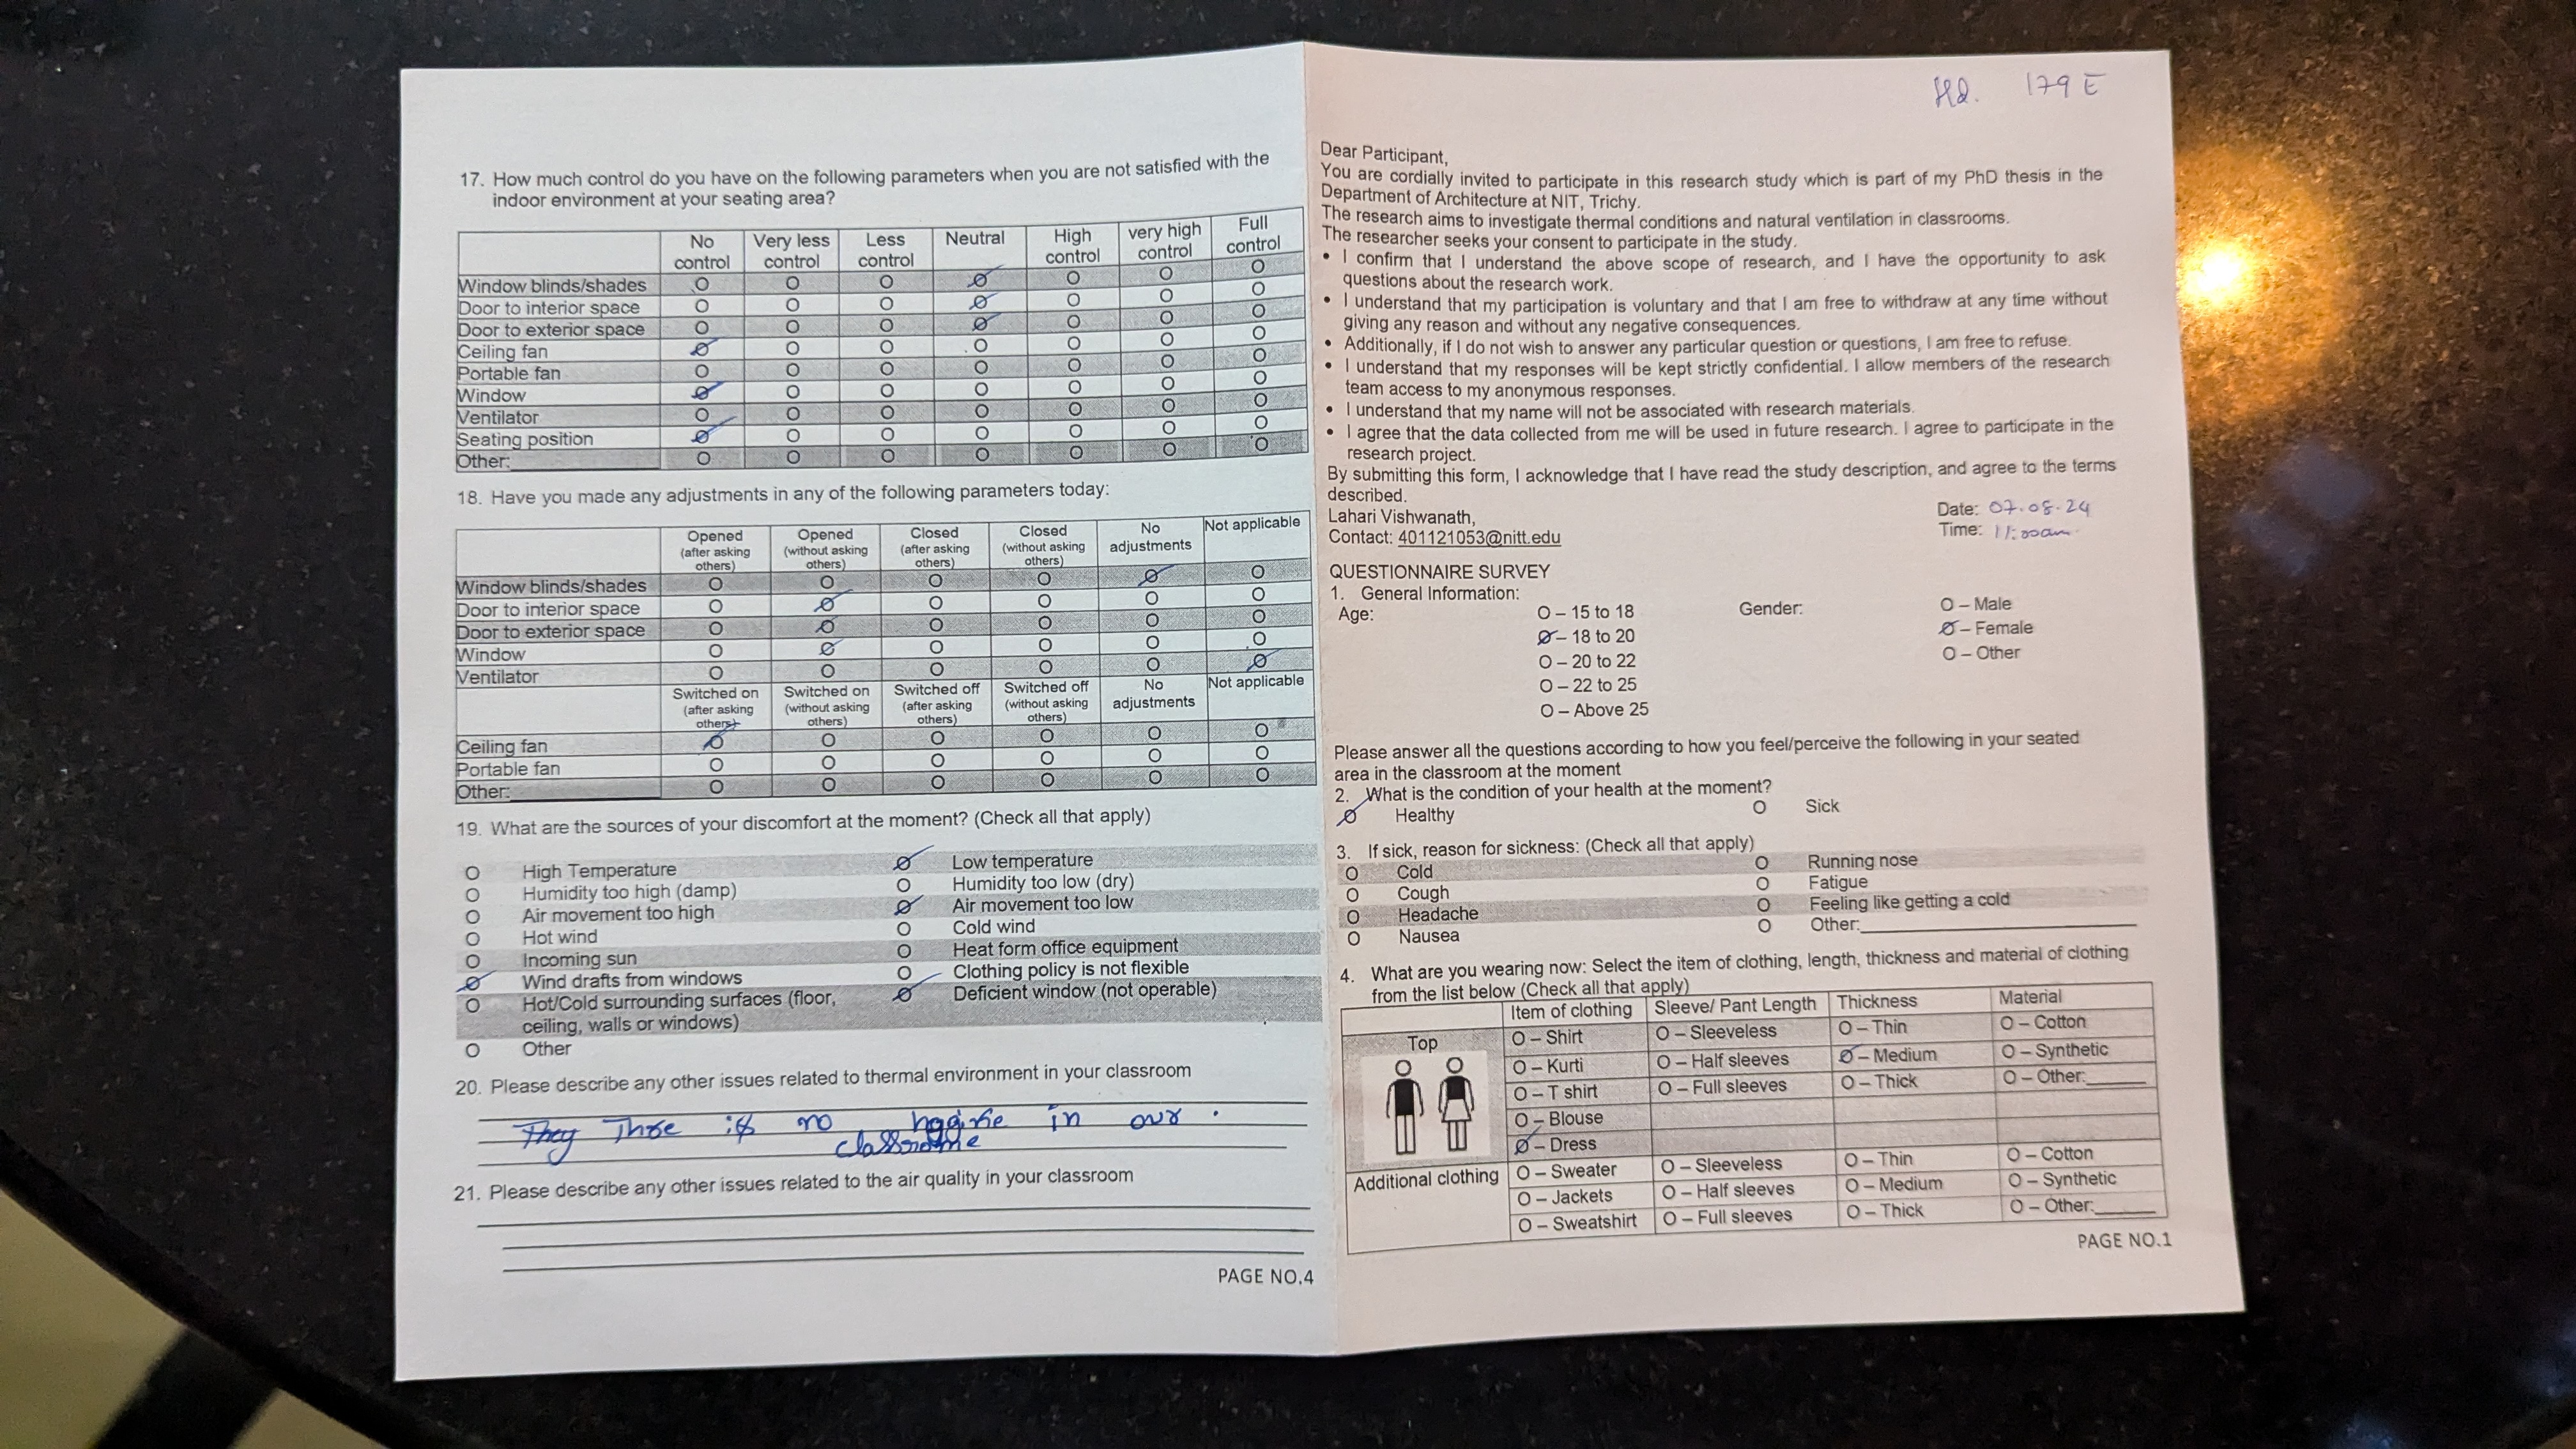 17. How much control do you have on the following parameters when you are not satisfied with the
indoor environment at your seating area?
No control Very less control Less control Neutral High control very high control Full control
Window blinds/shades O O O O O O O
Door to interior space O O O O O O O
Door to exterior space O O O O O O O
Ceiling fan O O O O O O O
Portable fan O O O O O O O
Window O O O O O O O
Ventilator O O O O O O O
Seating position O O O O O O O
Other: O O O O O O O
18. Have you made any adjustments in any of the following parameters today:
Opened (after asking others) Opened (without asking others) Closed (after asking others) Closed (without asking others) No adjustments Not applicable
Window blinds/shades O O O O O O
Door to interior space O O O O O O
Door to exterior space O O O O O O
Window O O O O O O
Ventilator O O O O O O
Switched on (after asking others) Switched on (without asking others) Switched off (after asking others) Switched off (without asking others) No adjustments Not applicable
Ceiling fan O O O O O O
Portable fan O O O O O O
Other: O O O O O O
19. What are the sources of your discomfort at the moment? (Check all that apply)
O High Temperature O Low temperature
O Humidity too high (damp) O Humidity too low (dry)
O Air movement too high O Air movement too low
O Hot wind O Cold wind
O Incoming sun O Heat form office equipment
O Wind drafts from windows O Clothing policy is not flexible
O Hot/Cold surrounding surfaces (floor, O Deficient window (not operable)
ceiling, walls or windows)
O Other
20. Please describe any other issues related to thermal environment in your classroom
They no in our
21. Please describe any other issues related to the air quality in your classroom
PAGE NO.4
179 E
Dear Participant,
You are cordially invited to participate in this research study which is part of my PhD thesis in the
Department of Architecture at NIT, Trichy.
The research aims to investigate thermal conditions and natural ventilation in classrooms.
The researcher seeks your consent to participate in the study.
• I confirm that I understand the above scope of research, and I have the opportunity to ask
questions about the research work.
• I understand that my participation is voluntary and that I am free to withdraw at any time without
giving any reason and without any negative consequences.
• Additionally, if I do not wish to answer any particular question or questions, I am free to refuse.
• I understand that my responses will be kept strictly confidential. I allow members of the research
team access to my anonymous responses.
• I understand that my name will not be associated with research materials.
• I agree that the data collected from me will be used in future research. I agree to participate in the
research project.
By submitting this form, I acknowledge that I have read the study description, and agree to the terms
described.
Lahari Vishwanath,
Contact: 401121053@nitt.edu
Date: 07.08.24
Time: 11:00am
QUESTIONNAIRE SURVEY
1. General Information:
Age: O – 15 to 18 Gender: O – Male
O – 18 to 20 O – Female
O – 20 to 22 O – Other
O – 22 to 25
O – Above 25
Please answer all the questions according to how you feel/perceive the following in your seated
area in the classroom at the moment
2. What is the condition of your health at the moment?
O Healthy O Sick
3. If sick, reason for sickness: (Check all that apply)
O Cold O Running nose
O Cough O Fatigue
O Headache O Feeling like getting a cold
O Nausea O Other:
4. What are you wearing now: Select the item of clothing, length, thickness and material of clothing
from the list below (Check all that apply)
Item of clothing Sleeve/ Pant Length Thickness Material
Top O – Shirt O – Sleeveless O – Thin O – Cotton
O – Kurti O – Half sleeves O – Medium O – Synthetic
O – T shirt O – Full sleeves O – Thick O – Other:
O – Blouse
O – Dress
Additional clothing O – Sweater O – Sleeveless O – Thin O – Cotton
O – Jackets O – Half sleeves O – Medium O – Synthetic
O – Sweatshirt O – Full sleeves O – Thick O – Other:
PAGE NO.1